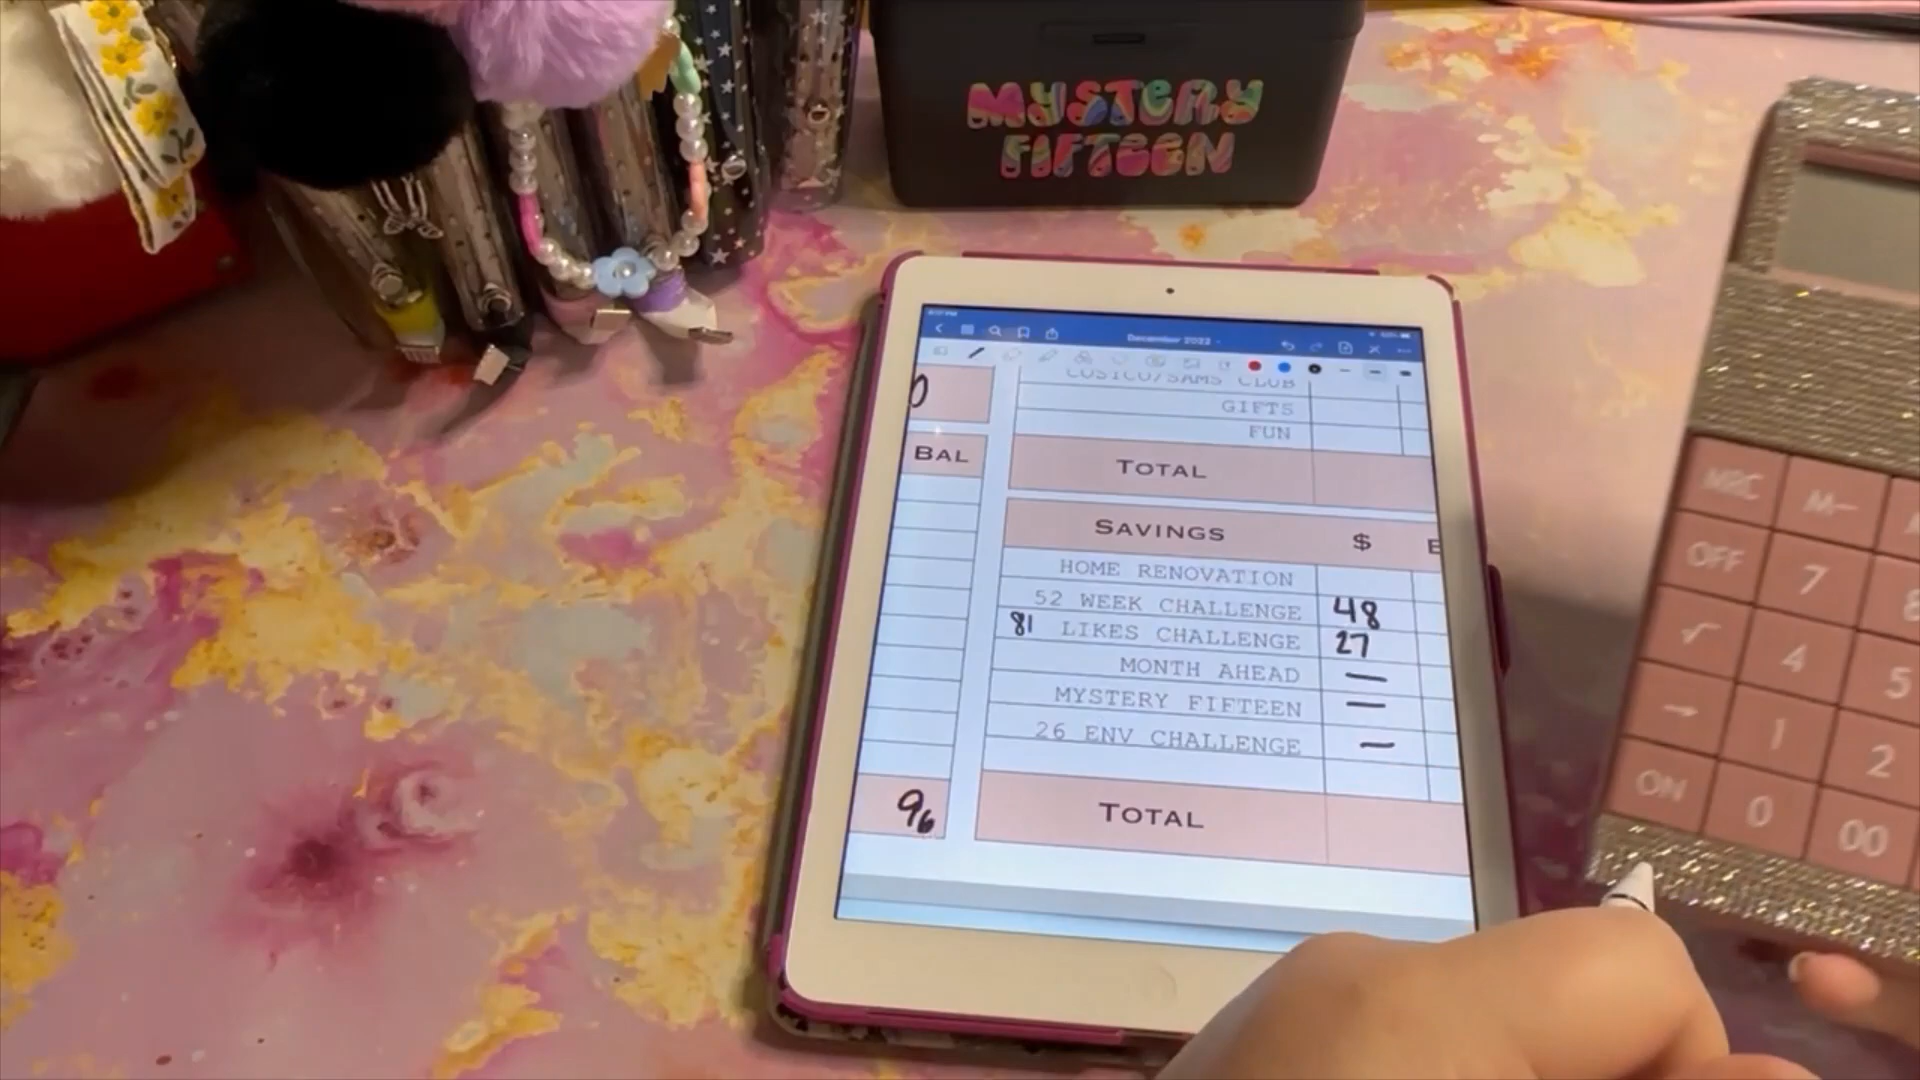 MYSTERY
FIFTEEN
December 2022
COSTCO/SAMS CLUB
GIFTS
FUN
TOTAL
BAL
SAVINGS $
HOME RENOVATION
52 WEEK CHALLENGE 48
81 LIKES CHALLENGE 27
MONTH AHEAD —
MYSTERY FIFTEEN —
26 ENV CHALLENGE —
TOTAL
96
MRC M-
OFF 7 8
√ 4 5
→ 1 2
ON 0 00